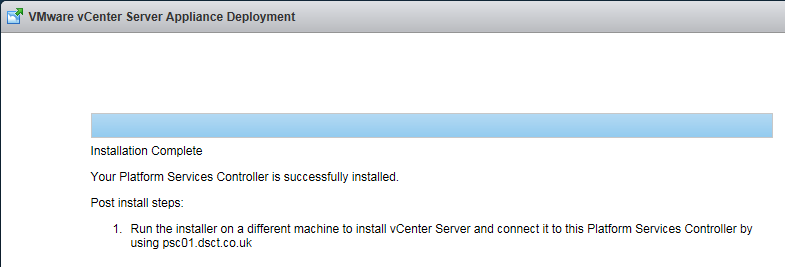 VMware vCenter Server Appliance Deployment
Installation Complete
Your Platform Services Controller is successfully installed.
Post install steps:
1. Run the installer on a different machine to install vCenter Server and connect it to this Platform Services Controller by
using psc01.dsct.co.uk